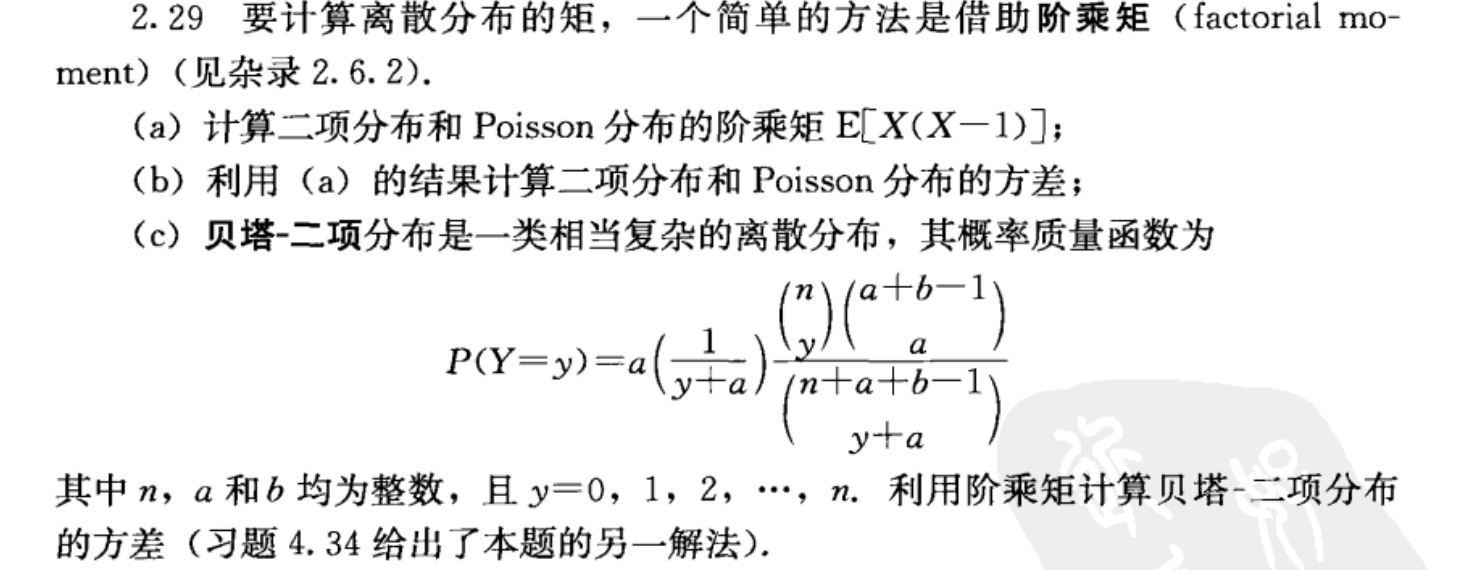 2.29 要计算离散分布的矩，一个简单的方法是借助阶乘矩（factorial mo-
ment）（见杂录 2.6.2）.
（a）计算二项分布和 Poisson 分布的阶乘矩 E[X(X－1)]；
（b）利用（a）的结果计算二项分布和 Poisson 分布的方差；
（c）贝塔-二项分布是一类相当复杂的离散分布，其概率质量函数为
P(Y=y)=a(\frac{1}{y+a})\frac{\binom{n}{y}\binom{a+b-1}{a}}{\binom{n+a+b-1}{y+a}}
其中 n，a 和 b 均为整数，且 y=0，1，2，…，n. 利用阶乘矩计算贝塔-二项分布
的方差（习题 4.34 给出了本题的另一解法）.